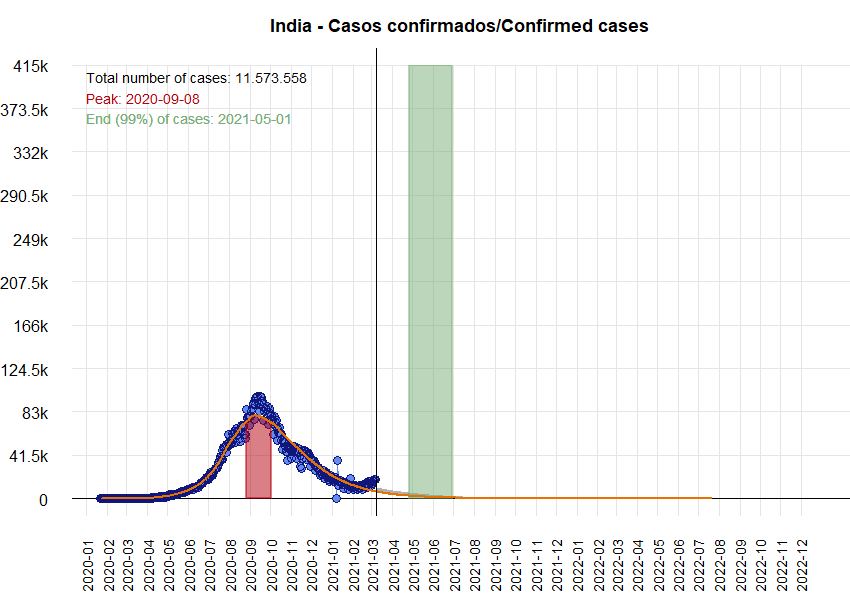 India - Casos confirmados/Confirmed cases
415k
373.5k
332k
290.5k
249k
207.5k
166k
124.5k
83k
41.5k
0
Total number of cases: 11.573.558
Peak: 2020-09-08
End (99%) of cases: 2021-05-01
2020-01
2020-02
2020-03
2020-04
2020-05
2020-06
2020-07
2020-08
2020-09
2020-10
2020-11
2020-12
2021-01
2021-02
2021-03
2021-04
2021-05
2021-06
2021-07
2021-08
2021-09
2021-10
2021-11
2021-12
2022-01
2022-02
2022-03
2022-04
2022-05
2022-06
2022-07
2022-08
2022-09
2022-10
2022-11
2022-12